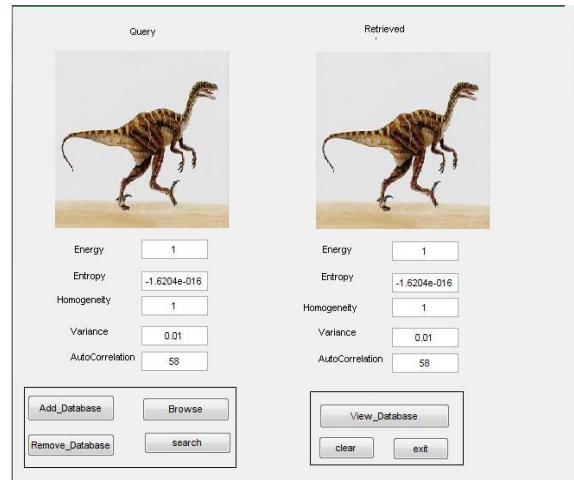 Query
Retrieved
Energy 1
Entropy -1.6204e-016
Homogeneity 1
Variance 0.01
AutoCorrelation 58
Energy 1
Entropy -1.6204e-016
Homogeneity 1
Variance 0.01
AutoCorrelation 58
Add_Database Browse
Remove_Database search
View_Database
clear exit